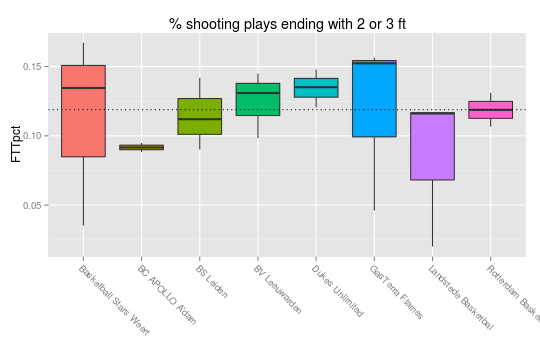 % shooting plays ending with 2 or 3 ft
FTTpct
0.15
0.10
0.05
Basketball Stars Weert
BC APOLLO A'dam
BS Leiden
BV Leeuwarden
Dukes Unlimited
GasTerra Flames
Landstede Basketbal
Rotterdam Baske